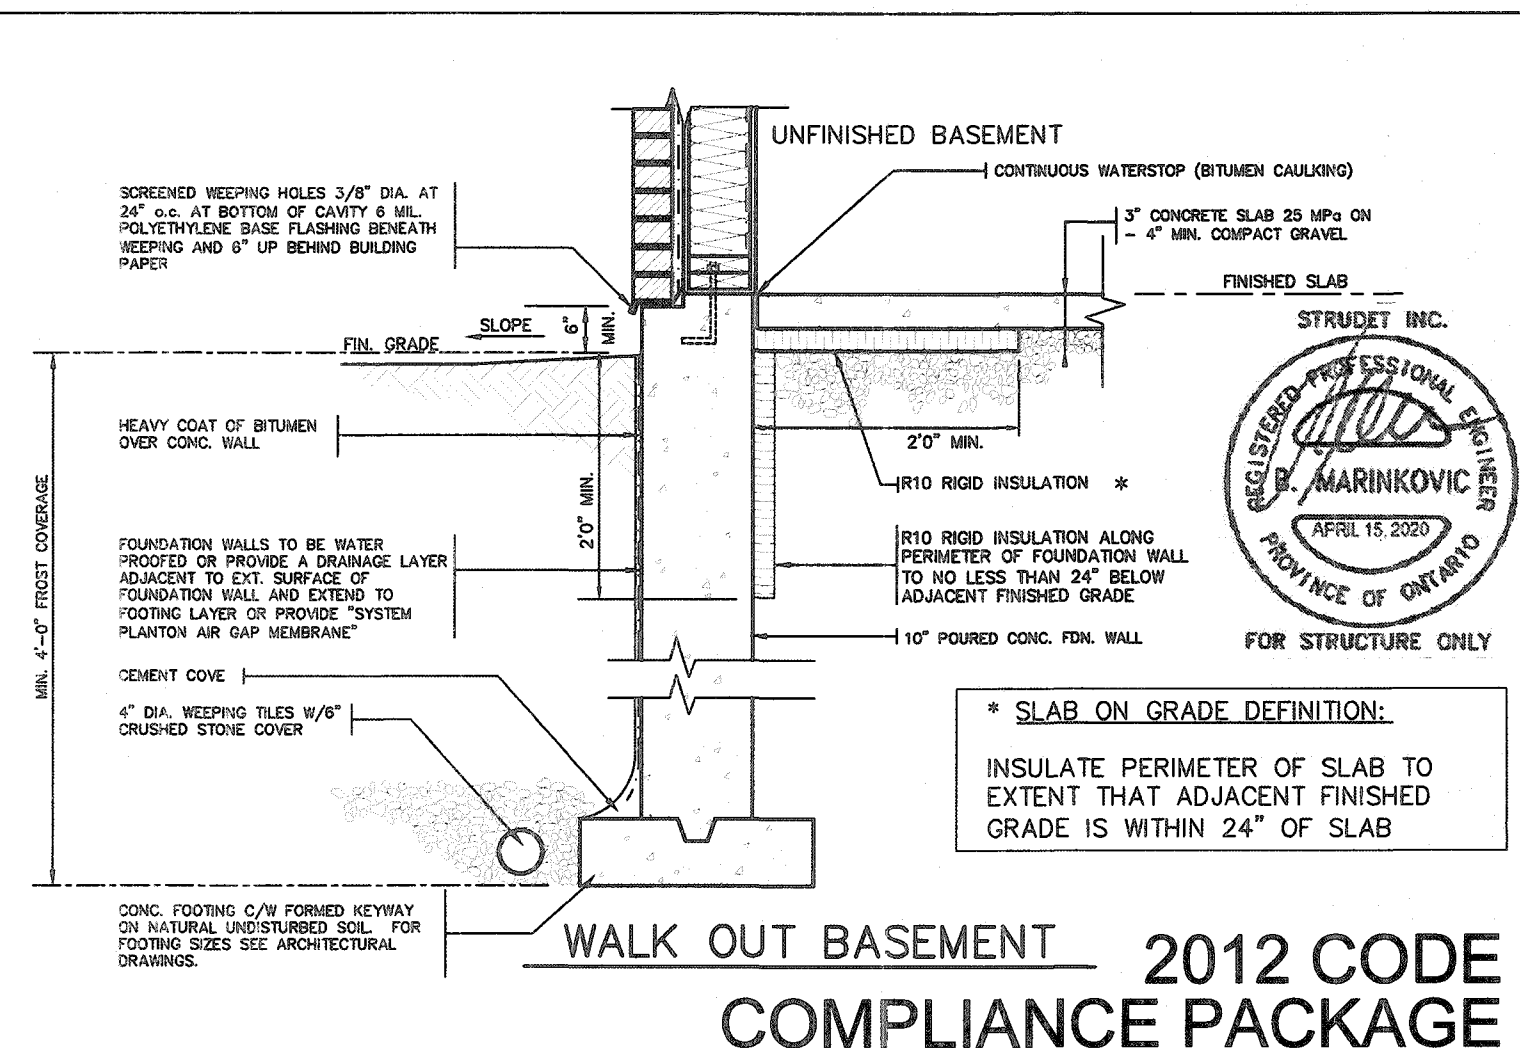 UNFINISHED BASEMENT
SCREENED WEEPING HOLES 3/8" DIA. AT
24" o.c. AT BOTTOM OF CAVITY 6 MIL.
POLYETHYLENE BASE FLASHING BENEATH
WEEPING AND 6" UP BEHIND BUILDING
PAPER
CONTINUOUS WATERSTOP (BITUMEN CAULKING)
3" CONCRETE SLAB 25 MPa ON
- 4" MIN. COMPACT GRAVEL
FINISHED SLAB
SLOPE
6"
MIN.
FIN. GRADE
HEAVY COAT OF BITUMEN
OVER CONC. WALL
2'0" MIN.
2'0" MIN.
R10 RIGID INSULATION *
R10 RIGID INSULATION ALONG
PERIMETER OF FOUNDATION WALL
TO NO LESS THAN 24" BELOW
ADJACENT FINISHED GRADE
FOUNDATION WALLS TO BE WATER
PROOFED OR PROVIDE A DRAINAGE LAYER
ADJACENT TO EXT. SURFACE OF
FOUNDATION WALL AND EXTEND TO
FOOTING LAYER OR PROVIDE "SYSTEM
PLANTON AIR GAP MEMBRANE"
10" POURED CONC. FDN. WALL
MIN. 4'-0" FROST COVERAGE
CEMENT COVE
4" DIA. WEEPING TILES W/6"
CRUSHED STONE COVER
CONC. FOOTING C/W FORMED KEYWAY
ON NATURAL UNDISTURBED SOIL. FOR
FOOTING SIZES SEE ARCHITECTURAL
DRAWINGS.
STRUDET INC.
REGISTERED PROFESSIONAL ENGINEER
B. MARINKOVIC
APRIL 15, 2020
PROVINCE OF ONTARIO
FOR STRUCTURE ONLY
* SLAB ON GRADE DEFINITION:
INSULATE PERIMETER OF SLAB TO
EXTENT THAT ADJACENT FINISHED
GRADE IS WITHIN 24" OF SLAB
WALK OUT BASEMENT
2012 CODE
COMPLIANCE PACKAGE